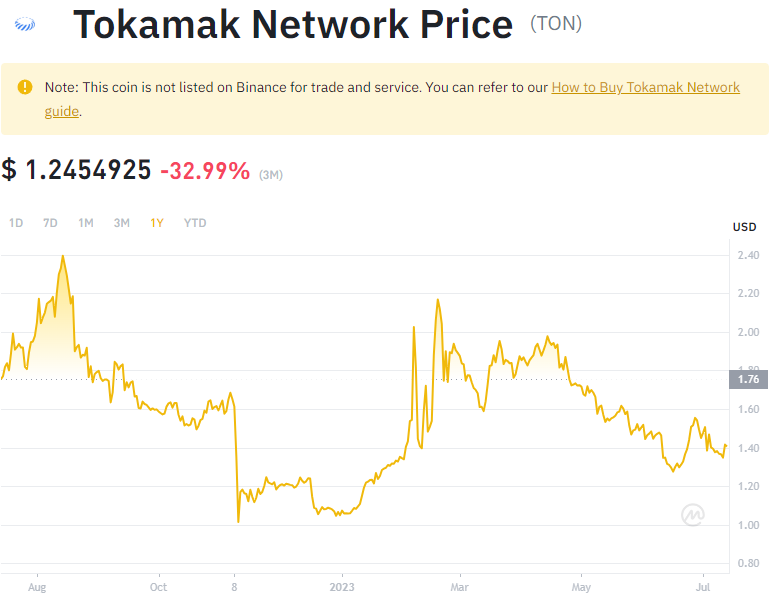 Tokamak Network Price (TON)
Note: This coin is not listed on Binance for trade and service. You can refer to our How to Buy Tokamak Network
guide.
$ 1.2454925 -32.99% (3M)
1D 7D 1M 3M 1Y YTD
USD
2.40
2.20
2.00
1.80
1.76
1.60
1.40
1.20
1.00
0.80
Aug Oct 8 2023 Mar May Jul